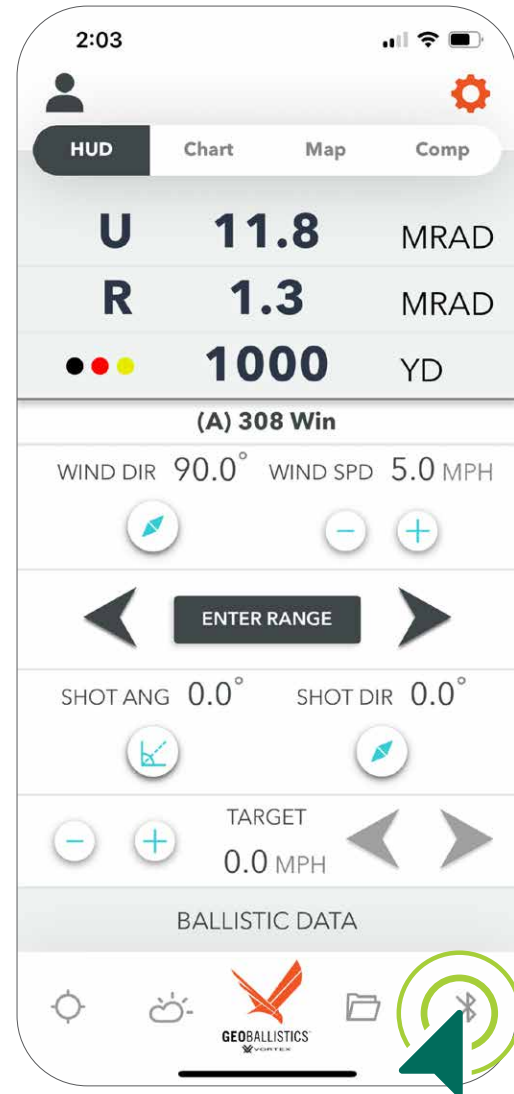 2:03
HUD Chart Map Comp
U 11.8 MRAD
R 1.3 MRAD
1000 YD
(A) 308 Win
WIND DIR 90.0° WIND SPD 5.0 MPH
ENTER RANGE
SHOT ANG 0.0° SHOT DIR 0.0°
TARGET
0.0 MPH
BALLISTIC DATA
GEOBALLISTICS
VORTEX